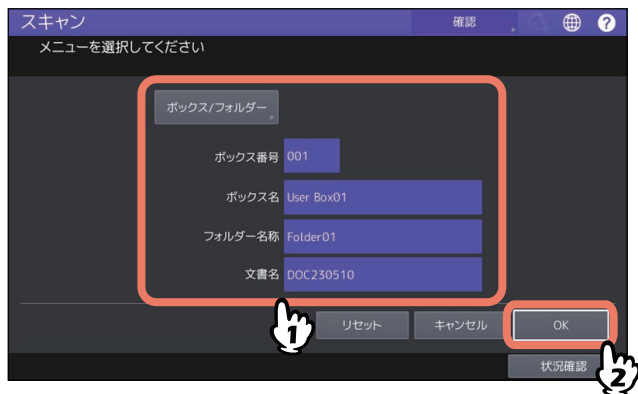 スキャン
確認
?
メニューを選択してください
ボックス/フォルダー
ボックス番号 001
ボックス名 User Box01
フォルダー名称 Folder01
文書名 DOC230510
1
リセット キャンセル OK
状況確認
2